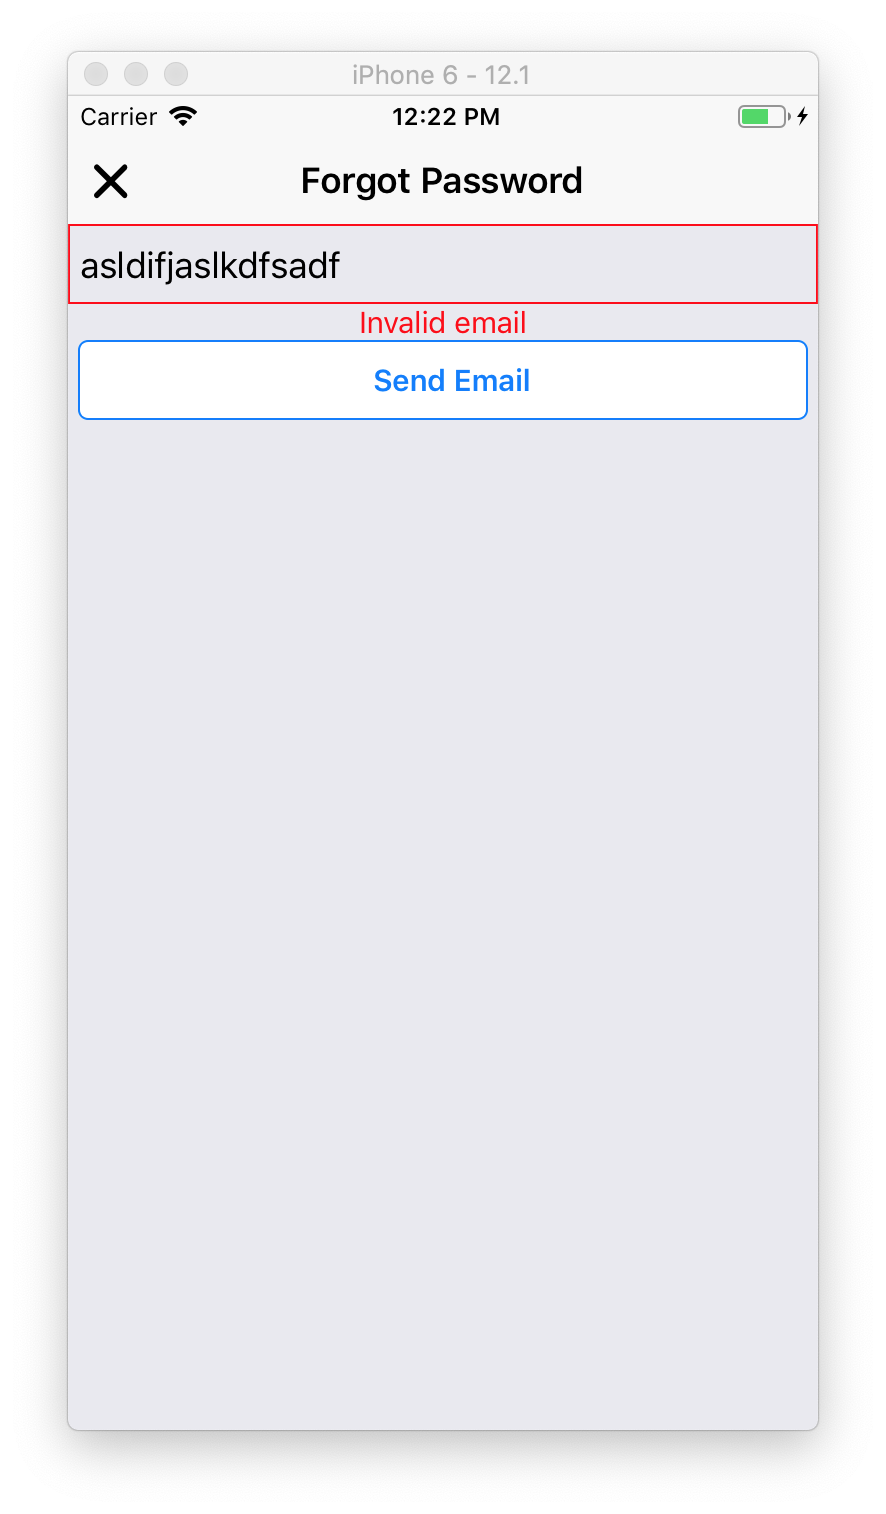 iPhone 6 - 12.1
Carrier 12:22 PM
Forgot Password
asldifjaslkdfsadf
Invalid email
Send Email